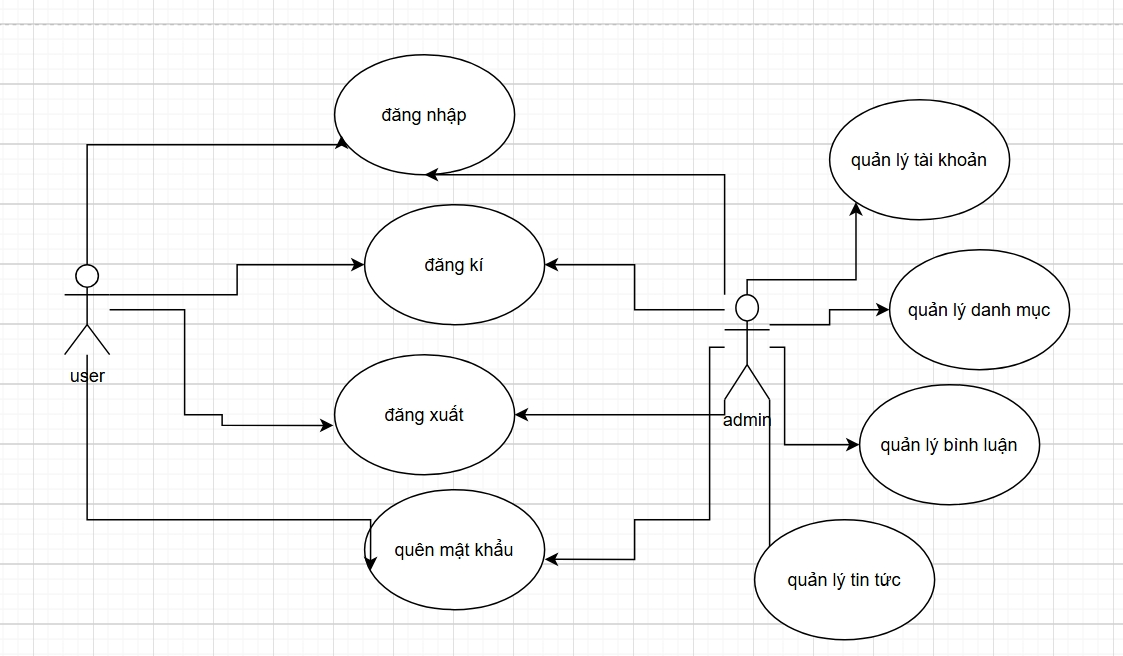 đăng nhập
quản lý tài khoản
đăng kí
quản lý danh mục
user
đăng xuất
admin
quản lý bình luận
quên mật khẩu
quản lý tin tức